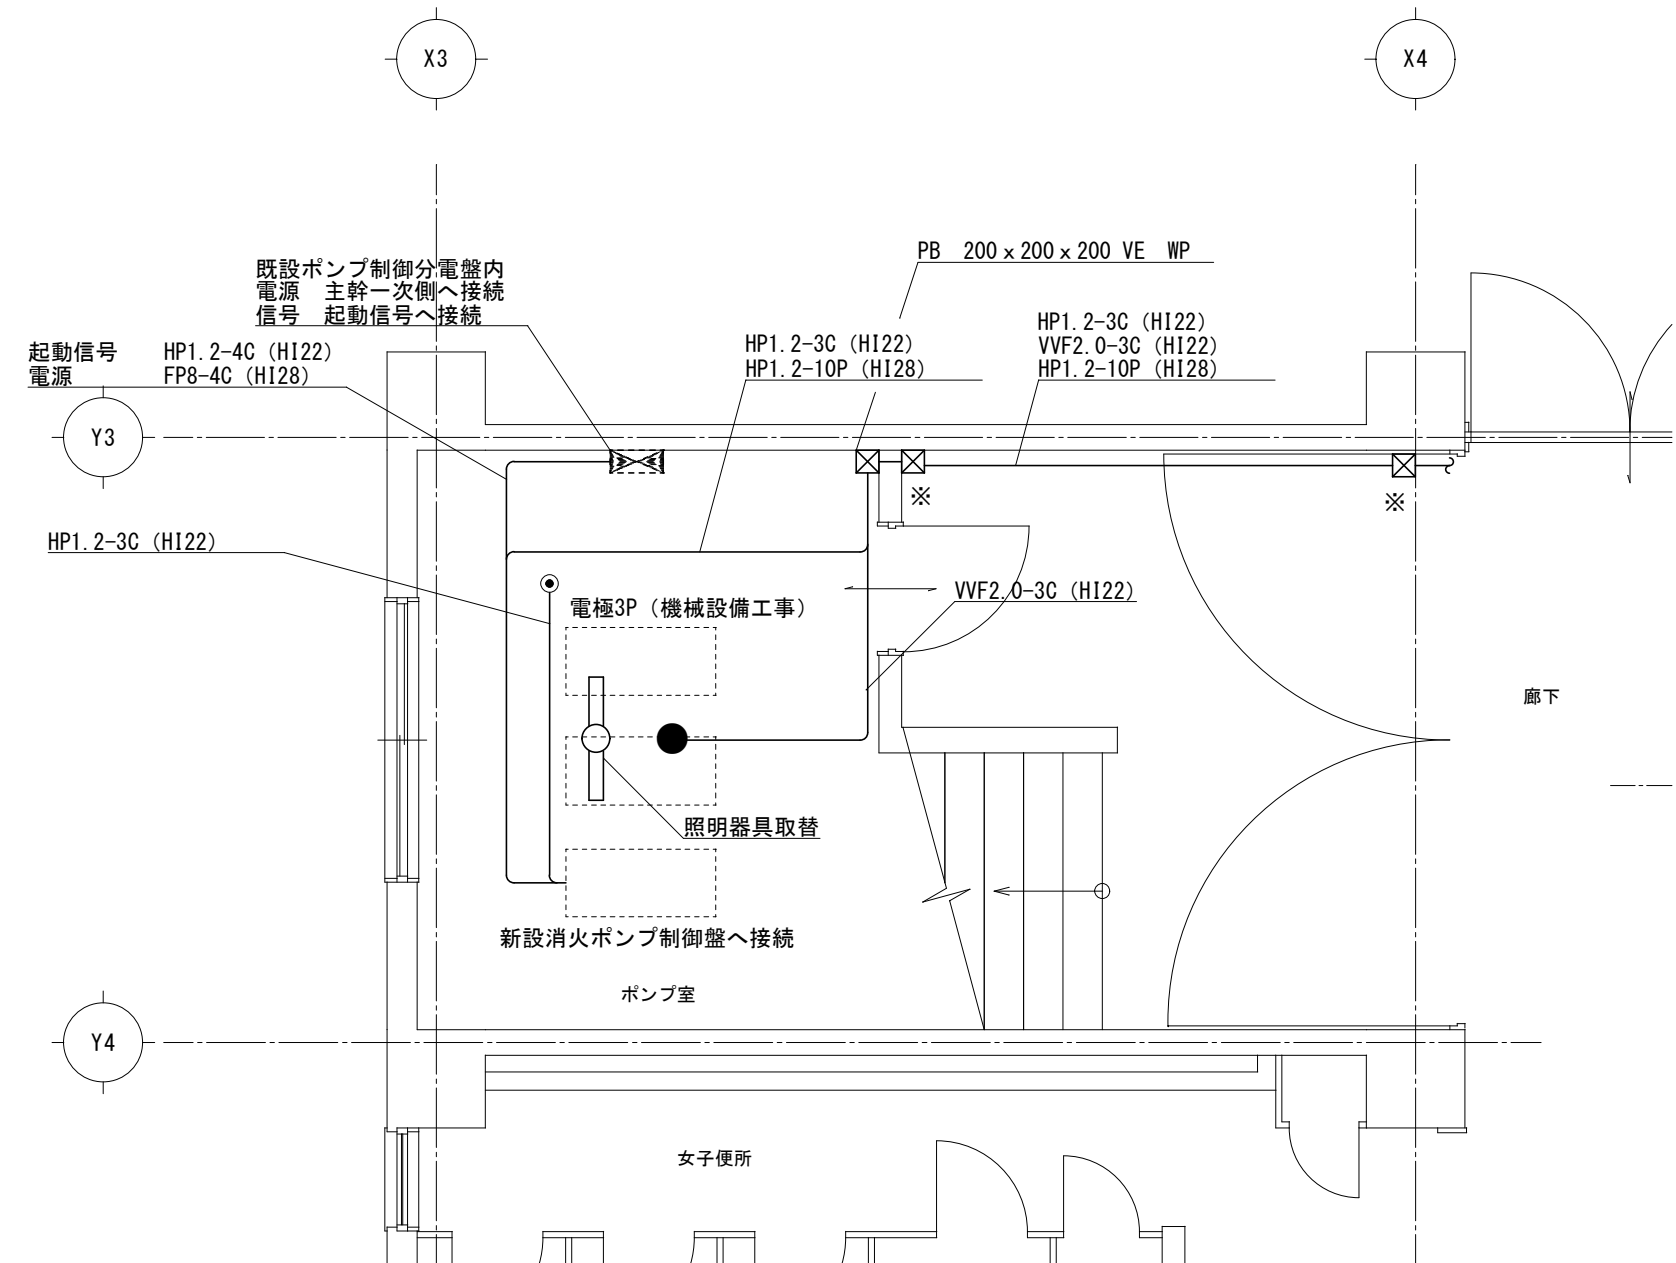 X3
X4
PB　200ｘ200ｘ200 VE　WP
既設ポンプ制御分電盤内
電源　主幹一次側へ接続
信号　起動信号へ接続
HP1.2-3C (HI22)
HP1.2-10P (HI28)
HP1.2-3C (HI22)
VVF2.0-3C (HI22)
HP1.2-10P (HI28)
起動信号　HP1.2-4C (HI22)
電源　FP8-4C (HI28)
Y3
※
※
HP1.2-3C (HI22)
電極3P（機械設備工事）
VVF2.0-3C (HI22)
廊下
照明器具取替
新設消火ポンプ制御盤へ接続
ポンプ室
Y4
女子便所